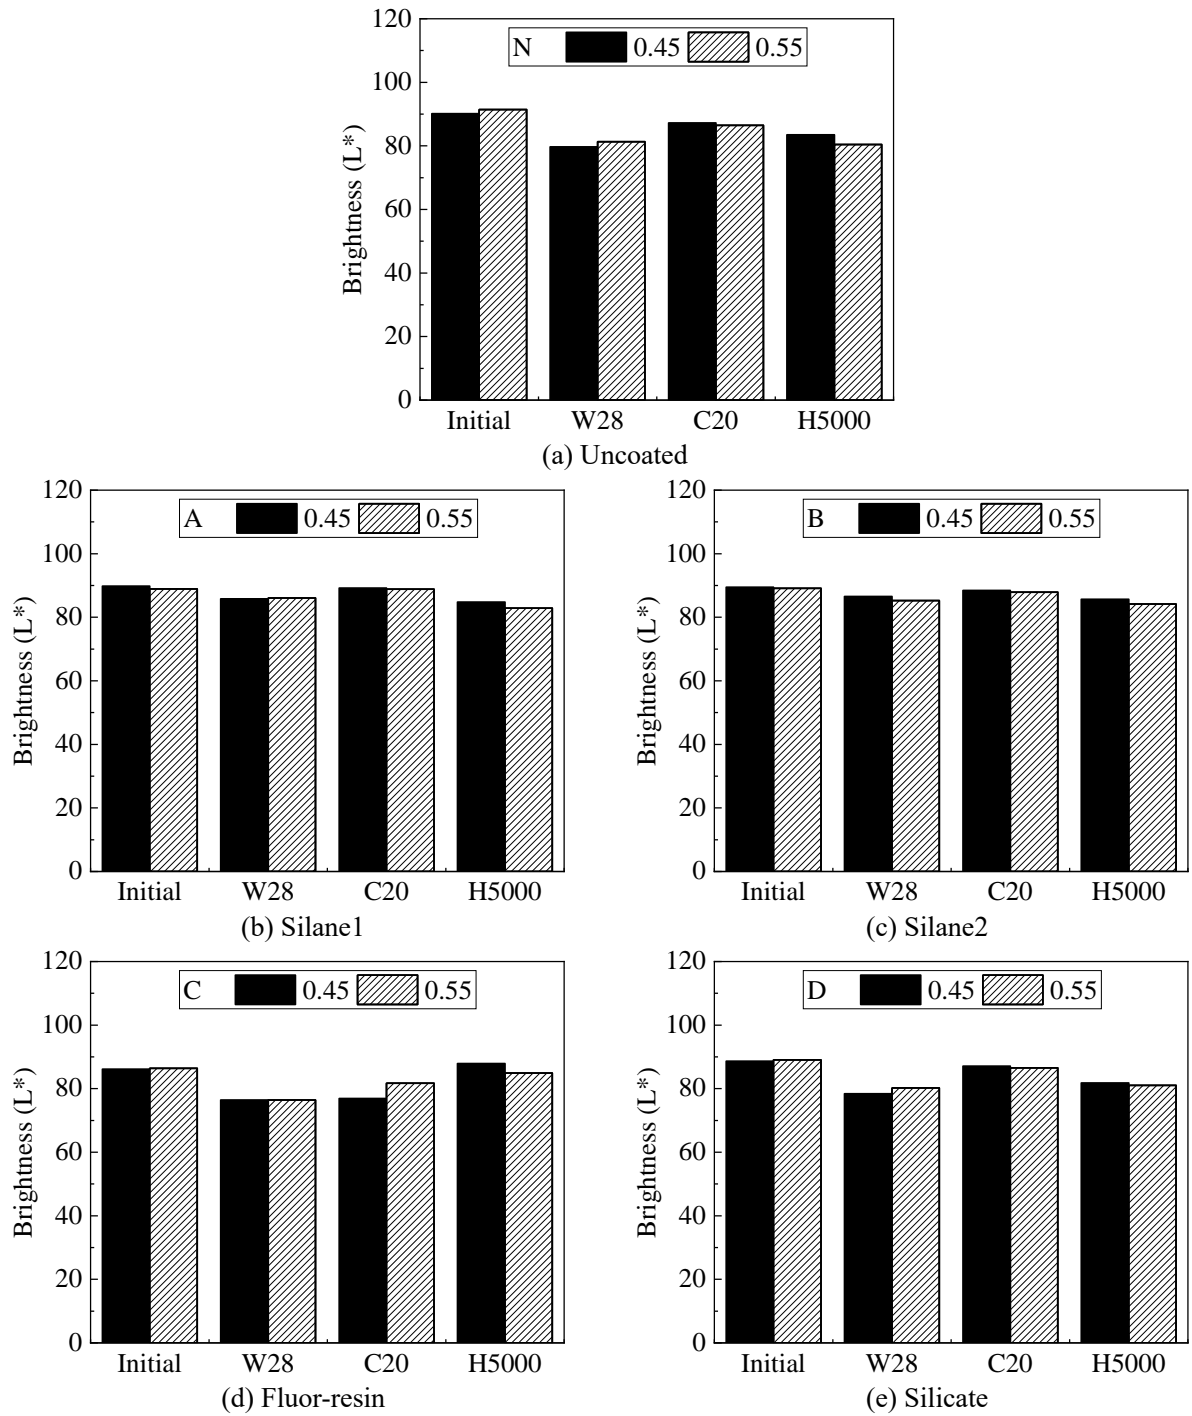 120
N 0.45 0.55
100
80
60
40
20
0
Brightness (L*)
Initial W28 C20 H5000
(a) Uncoated
120
A 0.45 0.55
100
80
60
40
20
0
Brightness (L*)
Initial W28 C20 H5000
(b) Silane1
120
B 0.45 0.55
100
80
60
40
20
0
Brightness (L*)
Initial W28 C20 H5000
(c) Silane2
120
C 0.45 0.55
100
80
60
40
20
0
Brightness (L*)
Initial W28 C20 H5000
(d) Fluor-resin
120
D 0.45 0.55
100
80
60
40
20
0
Brightness (L*)
Initial W28 C20 H5000
(e) Silicate